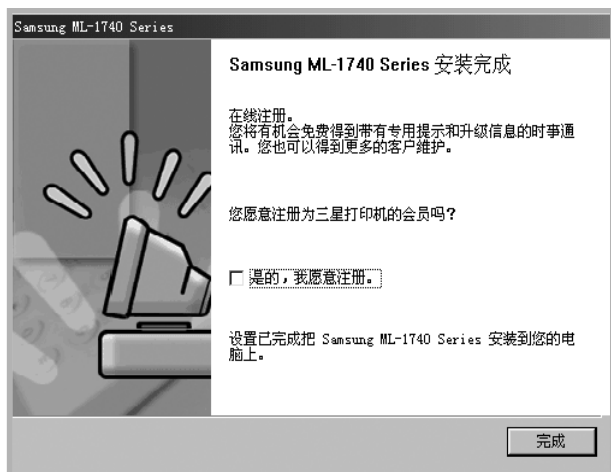 Samsung ML-1740 Series
Samsung ML-1740 Series 安装完成
在线注册。
您将有机会免费得到带有专用提示和升级信息的时事通
讯。您也可以得到更多的客户维护。
您愿意注册为三星打印机的会员吗?
是的，我愿意注册。
设置已完成把 Samsung ML-1740 Series 安装到您的电
脑上。
完成